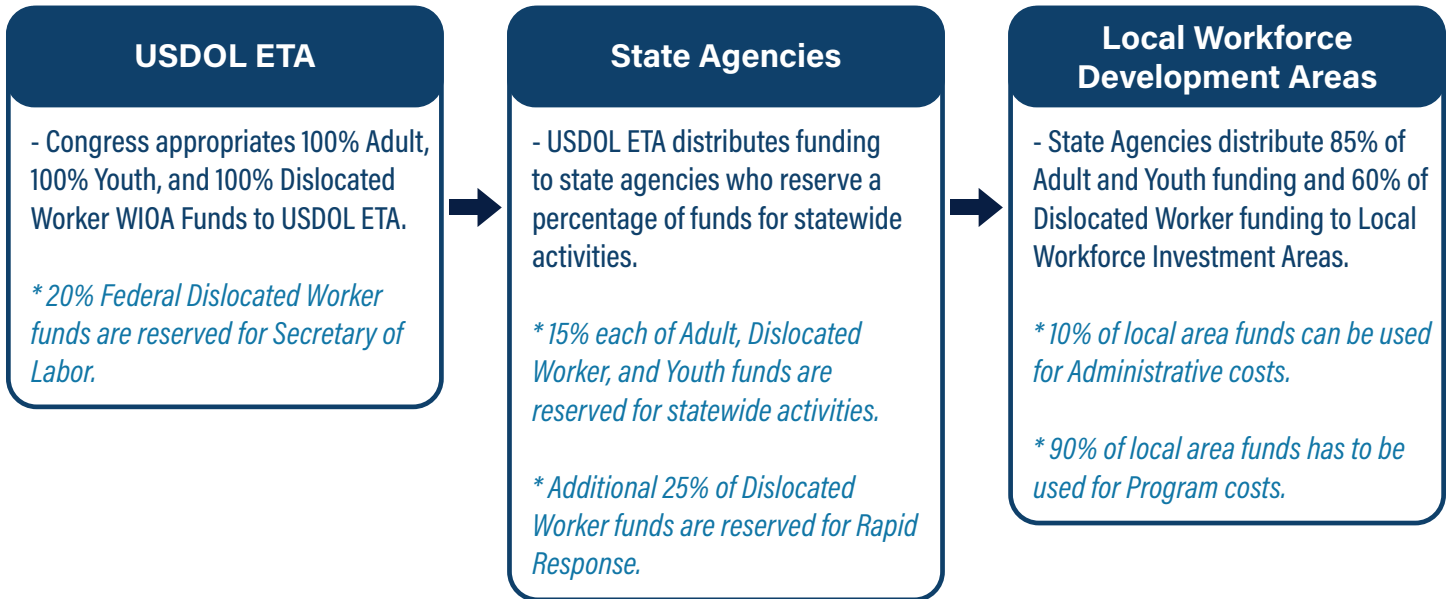 USDOL ETA
- Congress appropriates 100% Adult,
100% Youth, and 100% Dislocated
Worker WIOA Funds to USDOL ETA.
* 20% Federal Dislocated Worker
funds are reserved for Secretary of
Labor.
State Agencies
- USDOL ETA distributes funding
to state agencies who reserve a
percentage of funds for statewide
activities.
* 15% each of Adult, Dislocated
Worker, and Youth funds are
reserved for statewide activities.
* Additional 25% of Dislocated
Worker funds are reserved for Rapid
Response.
Local Workforce
Development Areas
- State Agencies distribute 85% of
Adult and Youth funding and 60% of
Dislocated Worker funding to Local
Workforce Investment Areas.
* 10% of local area funds can be used
for Administrative costs.
* 90% of local area funds has to be
used for Program costs.